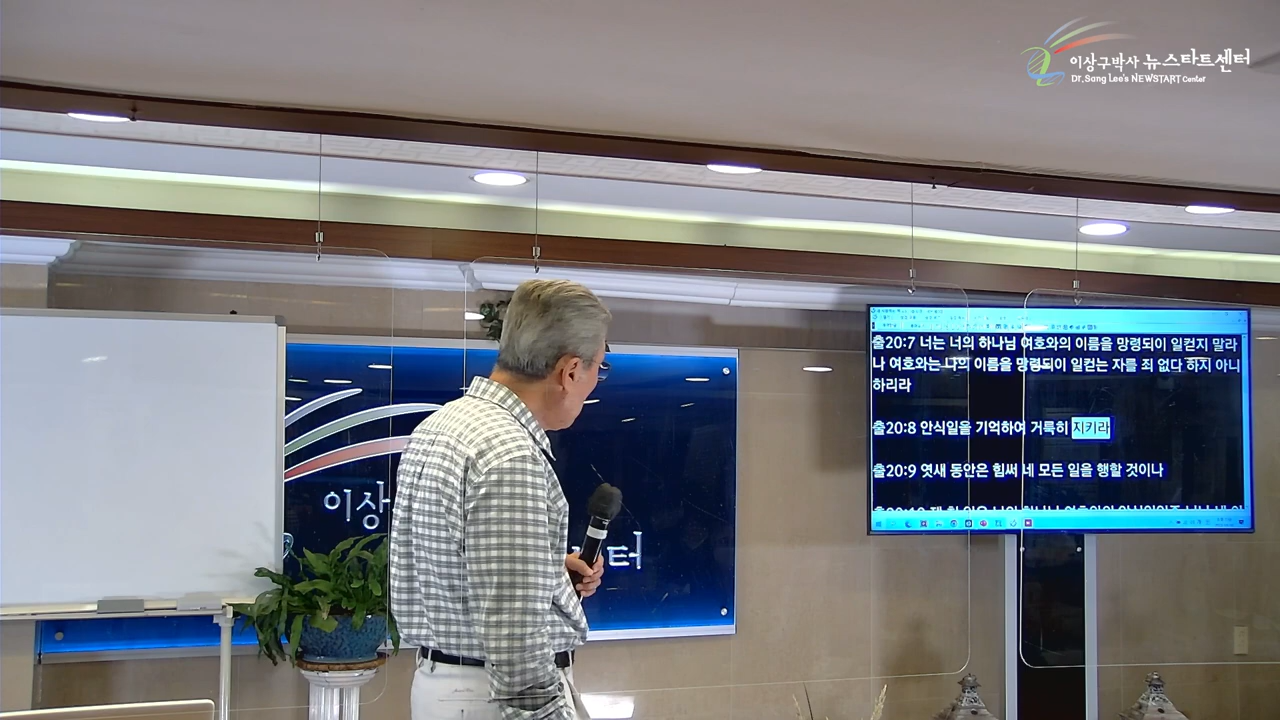 이상구박사 뉴스타트센터
Dr. Sang Lee's NEWSTART Center
출20:7 너는 너의 하나님 여호와의 이름을 망령되이 일컫지 말라
나 여호와는 나의 이름을 망령되이 일컫는 자를 죄 없다 하지 아니
하리라
출20:8 안식일을 기억하여 거룩히 지키라
출20:9 엿새 동안은 힘써 네 모든 일을 행할 것이나
이상
터